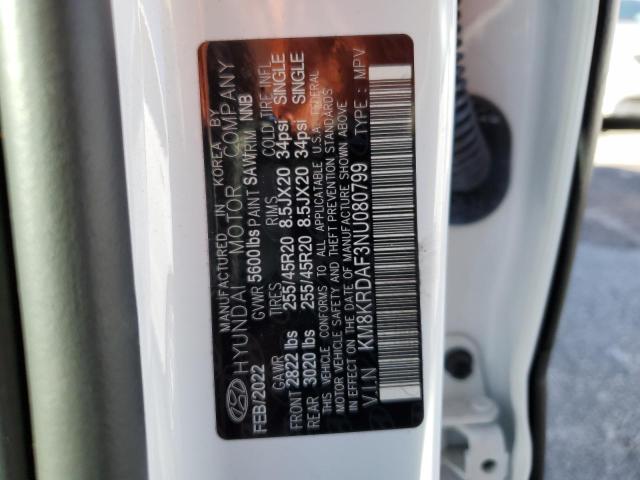 MANUFACTURED IN KOREA BY
HYUNDAI MOTOR COMPANY
FEB/2022 GVWR 5600lbs PAINT SAW TRIM NNB
GAWR TIRES RIMS COLD TIRE INFL
FRONT 2822 lbs 255/45R20 8.5JX20 34psi SINGLE
REAR 3020 lbs 255/45R20 8.5JX20 34psi SINGLE
THIS VEHICLE CONFORMS TO ALL APPLICABLE U.S.A. FEDERAL
MOTOR VEHICLE SAFETY AND THEFT PREVENTION STANDARDS
IN EFFECT ON THE DATE OF MANUFACTURE SHOWN ABOVE
V.I.N : KM8KRDAF3NU080799 TYPE : MPV